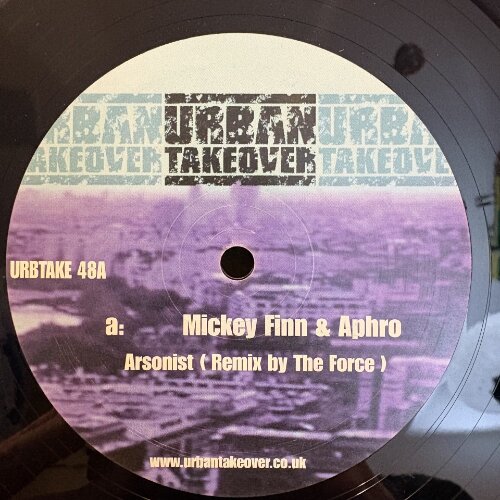 URBAN URBAN URBAN
TAKEOVER TAKEOVER TAKEOVER
URBTAKE 48A
a: Mickey Finn & Aphro
Arsonist ( Remix by The Force )
www.urbantakeover.co.uk